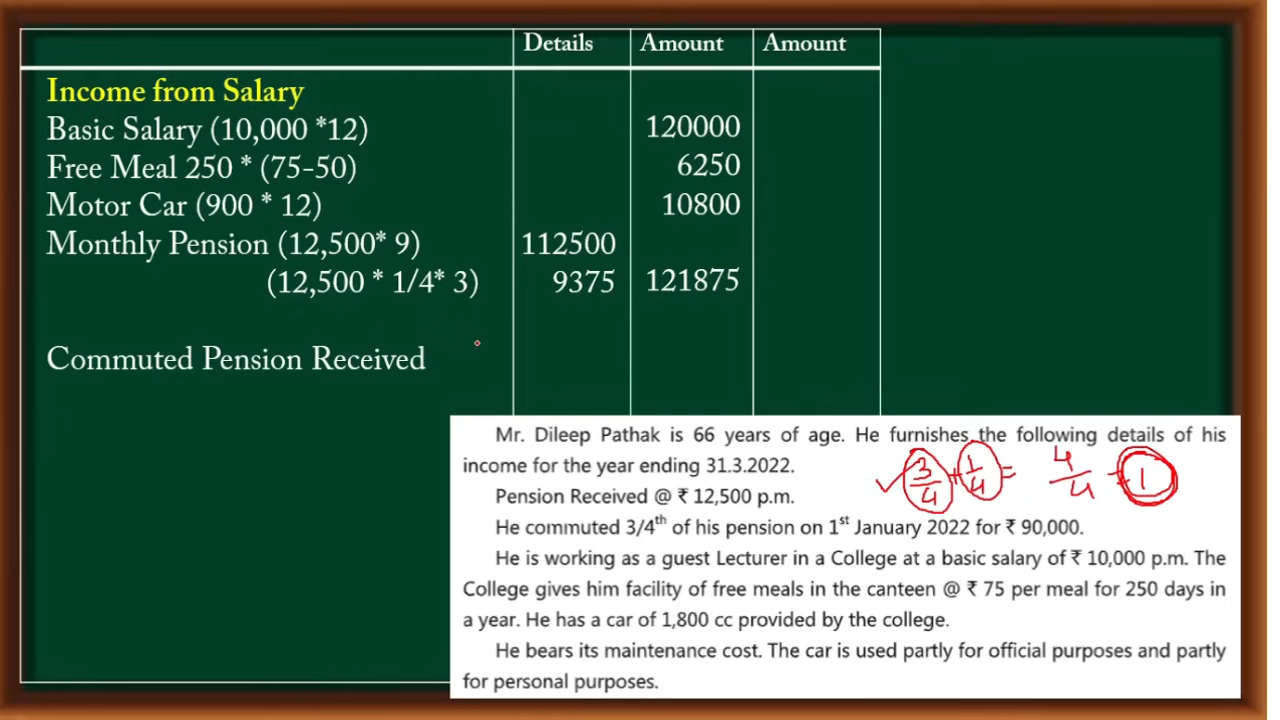 Details Amount Amount
Income from Salary
Basic Salary (10,000 *12) 120000
Free Meal 250 * (75-50) 6250
Motor Car (900 * 12) 10800
Monthly Pension (12,500* 9) 112500
(12,500 * 1/4* 3) 9375 121875
Commuted Pension Received
Mr. Dileep Pathak is 66 years of age. He furnishes the following details of his
income for the year ending 31.3.2022.
3/4 + 1/4 = 4/4 = 1
Pension Received @ ₹ 12,500 p.m.
He commuted 3/4th of his pension on 1st January 2022 for ₹ 90,000.
He is working as a guest Lecturer in a College at a basic salary of ₹ 10,000 p.m. The
College gives him facility of free meals in the canteen @ ₹ 75 per meal for 250 days in
a year. He has a car of 1,800 cc provided by the college.
He bears its maintenance cost. The car is used partly for official purposes and partly
for personal purposes.